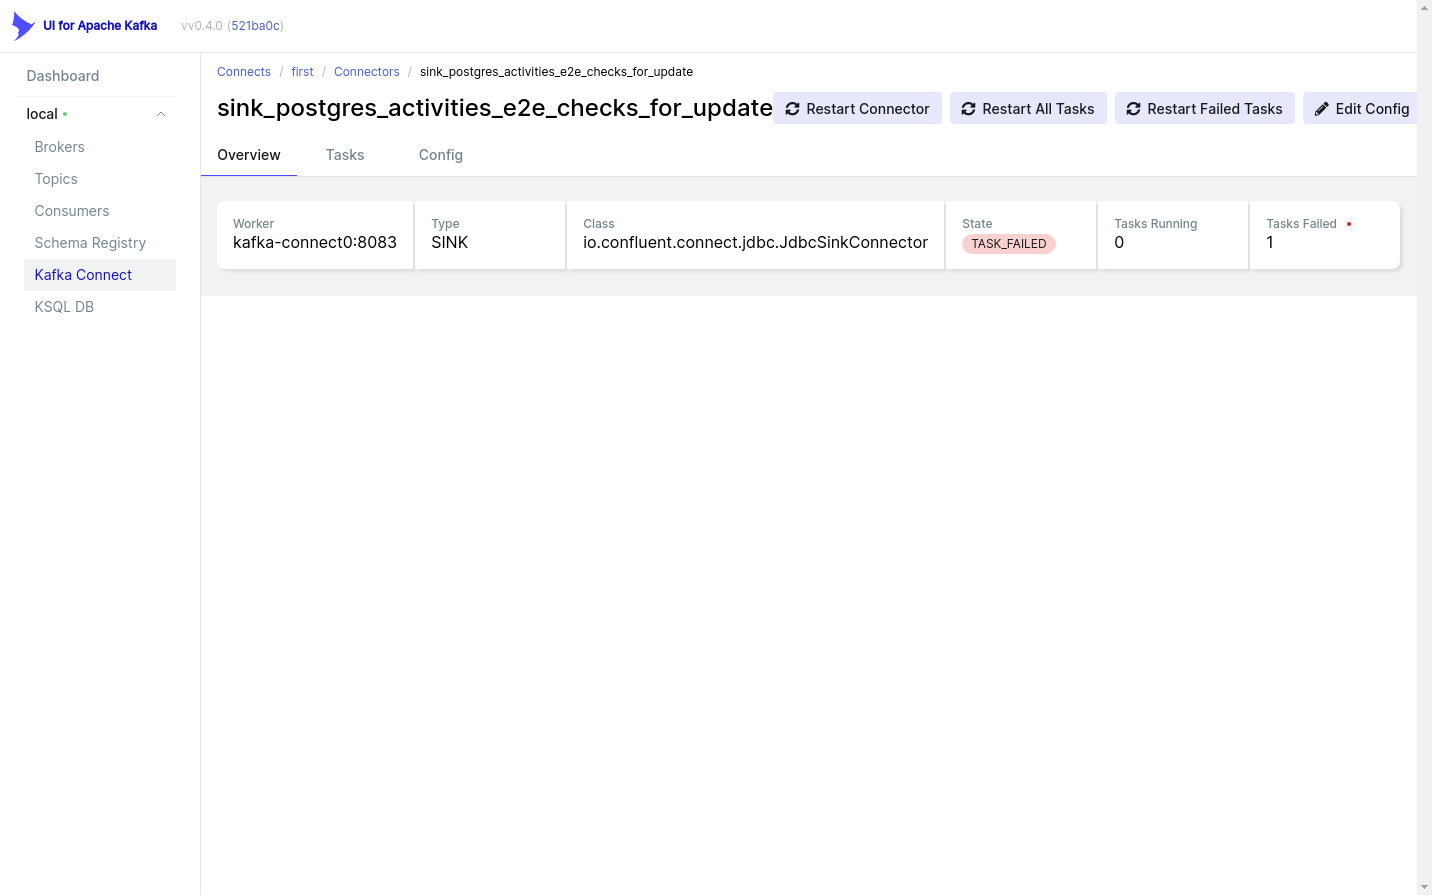 UI for Apache Kafka
vv0.4.0 (521ba0c)
Dashboard
local
Brokers
Topics
Consumers
Schema Registry
Kafka Connect
KSQL DB
Connects / first / Connectors / sink_postgres_activities_e2e_checks_for_update
sink_postgres_activities_e2e_checks_for_update
Restart Connector
Restart All Tasks
Restart Failed Tasks
Edit Config
Overview
Tasks
Config
Worker
kafka-connect0:8083
Type
SINK
Class
io.confluent.connect.jdbc.JdbcSinkConnector
State
TASK_FAILED
Tasks Running
0
Tasks Failed
1